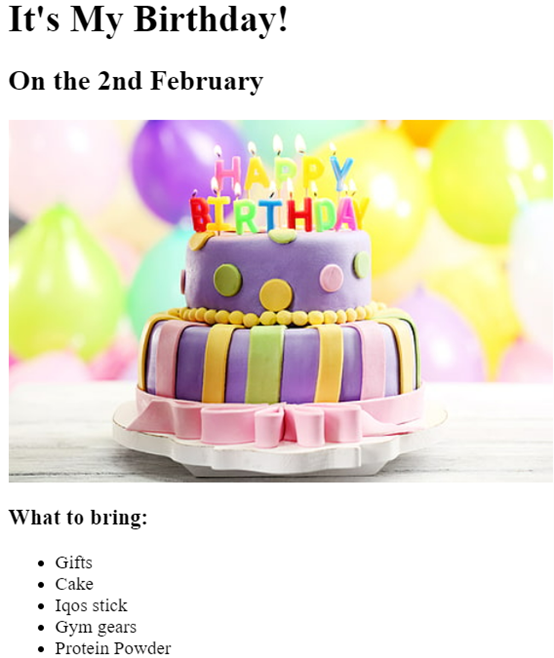 It's My Birthday!
On the 2nd February
HAPPY
BIRTHDAY
What to bring:
Gifts
Cake
Iqos stick
Gym gears
Protein Powder